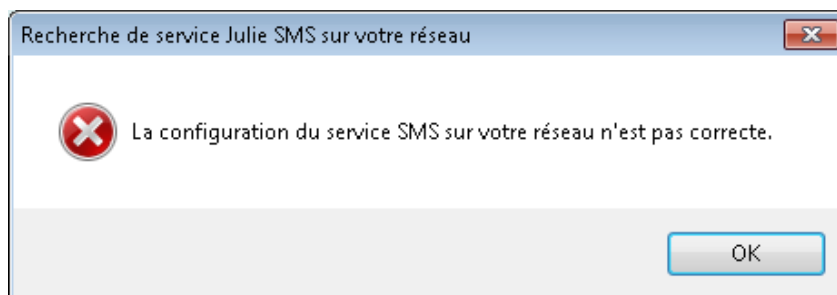 Recherche de service Julie SMS sur votre réseau
La configuration du service SMS sur votre réseau n'est pas correcte.
OK